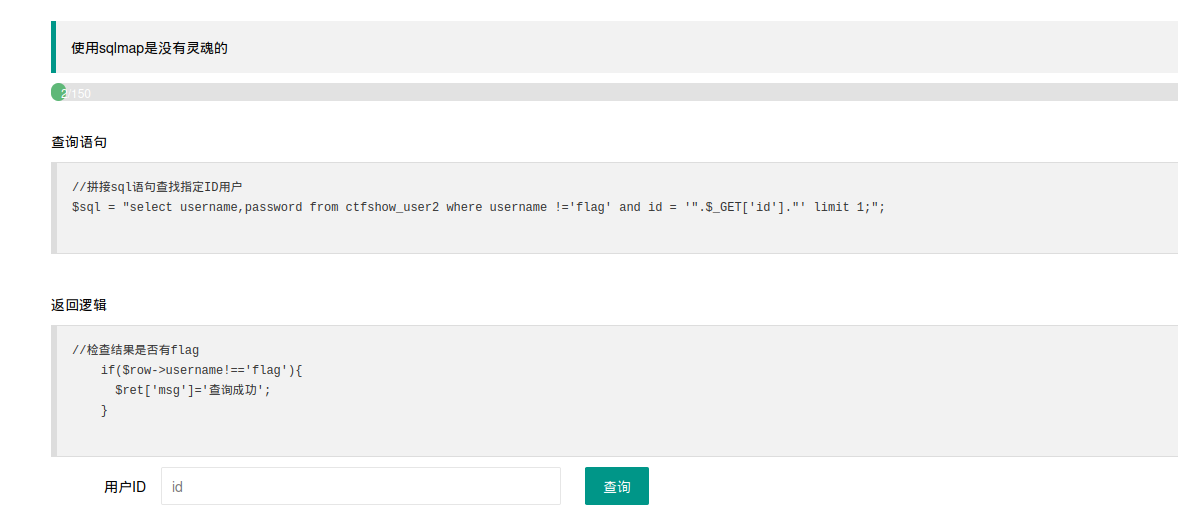 使用sqlmap是没有灵魂的
2/150
查询语句
//拼接sql语句查找指定ID用户
$sql = "select username,password from ctfshow_user2 where username !='flag' and id = '".$_GET['id']."' limit 1;";
返回逻辑
//检查结果是否有flag
if($row->username!=='flag'){
$ret['msg']='查询成功';
}
用户ID id 查询